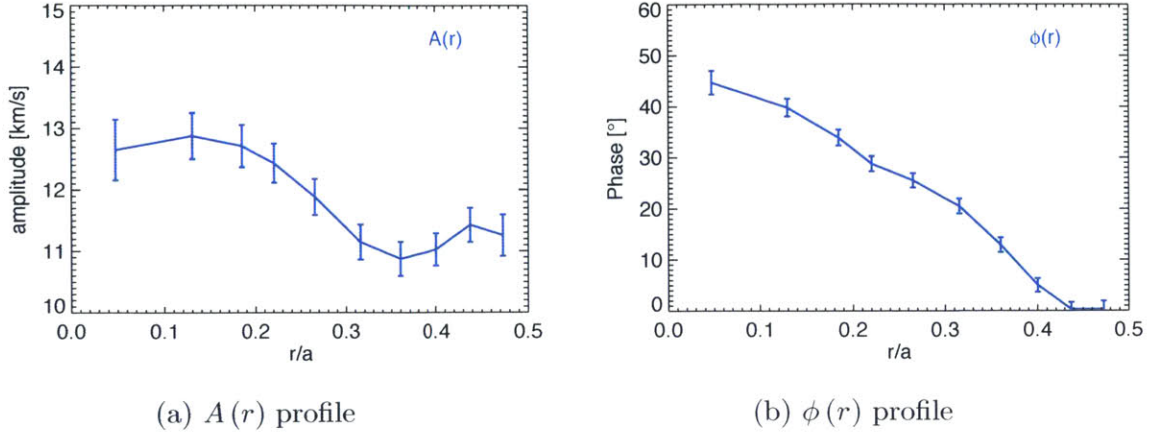 15
14
13
12
11
10
amplitude [km/s]
A(r)
0.0 0.1 0.2 0.3 0.4 0.5
r/a
(a) A (r) profile
60
50
40
30
20
10
0
Phase [°]
ϕ(r)
0.0 0.1 0.2 0.3 0.4 0.5
r/a
(b) ϕ (r) profile